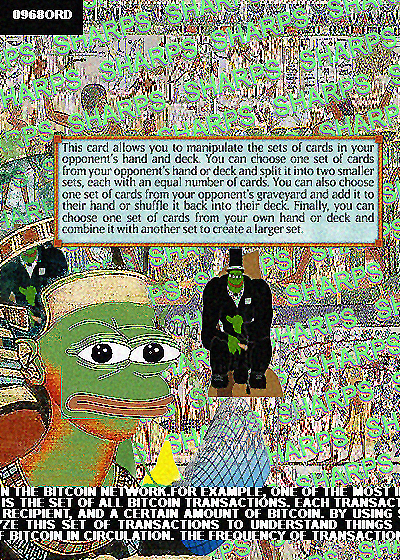 0968ORD
SHARPS SHARPS SHARPS SHARPS
This card allows you to manipulate the sets of cards in your
opponent's hand and deck. You can choose one set of cards
from your opponent's hand or deck and split it into two smaller
sets, each with an equal number of cards. You can also choose
one set of cards from your opponent's graveyard and add it to
their hand or shuffle it back into their deck. Finally, you can
choose one set of cards from your own hand or deck and
combine it with another set to create a larger set.
N THE BITCOIN NETWORK.FOR EXAMPLE, ONE OF THE MOST
IS THE SET OF ALL BITCOIN TRANSACTIONS. EACH TRANSACT
RECIPIENT, AND A CERTAIN AMOUNT OF BITCOIN. BY USING S
YZE THIS SET OF TRANSACTIONS TO UNDERSTAND THINGS
F BITCOIN IN CIRCULATION. THE FREQUENCY OF TRANSACTION